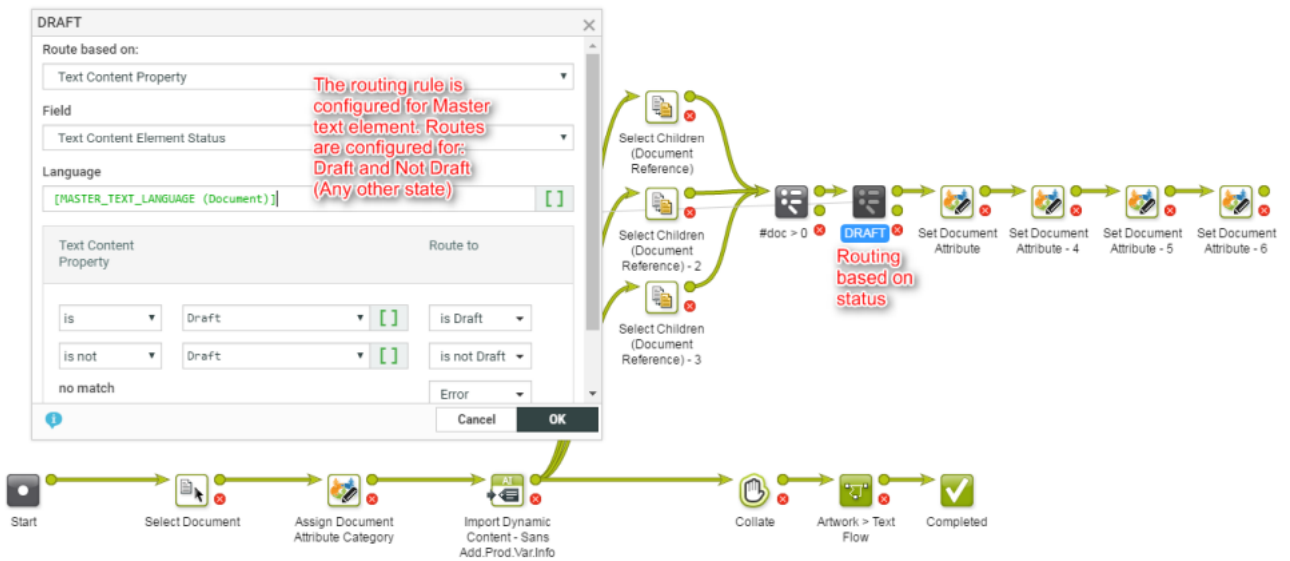 DRAFT
Route based on:
Text Content Property
Field
Text Content Element Status
Language
[MASTER_TEXT_LANGUAGE (Document)]
[ ]
The routing rule is
configured for Master
text element. Routes
are configured for:
Draft and Not Draft
(Any other state)
Text Content
Property
Route to
is
Draft
[ ]
is Draft
is not
Draft
[ ]
is not Draft
no match
Error
Cancel
OK
Select Children
(Document
Reference)
Select Children
(Document
Reference) - 2
Select Children
(Document
Reference) - 3
#doc > 0
DRAFT
Routing
based on
status
Set Document
Attribute
Set Document
Attribute - 4
Set Document
Attribute - 5
Set Document
Attribute - 6
Start
Select Document
Assign Document
Attribute Category
AI
Import Dynamic
Content - Sans
Add.Prod.Var.Info
Collate
Artwork > Text
Flow
Completed